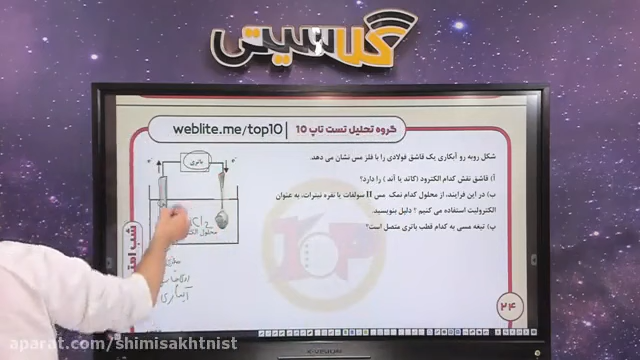 کلاسیتی
weblite.me/top10 | گروه تحلیل تست تاپ 10
شکل روبه رو آبکاری یک قاشق فولادی را با فلز مس نشان می دهد.
آ) قاشق نقش کدام الکترود (کاتد یا آند) را دارد؟
ب) در این فرایند، از محلول کدام نمک مس II سولفات یا نقره نیترات، به عنوان
الکترولیت استفاده می کنیم ؟ دلیل بنویسید.
پ) تیغه مسی به کدام قطب باتری متصل است؟
باتری
e⁻
e⁻
محلول
۲۴
TOP
aparat.com/shimisakhtnist